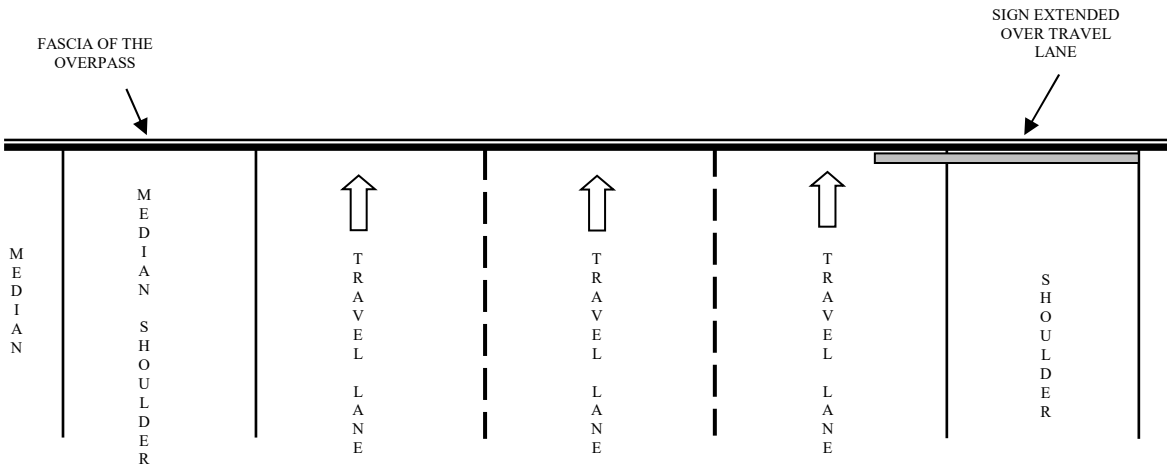 FASCIA OF THE
OVERPASS
SIGN EXTENDED
OVER TRAVEL
LANE
MEDIAN
MEDIAN SHOULDER
TRAVEL LANE
TRAVEL LANE
TRAVEL LANE
SHOULDER